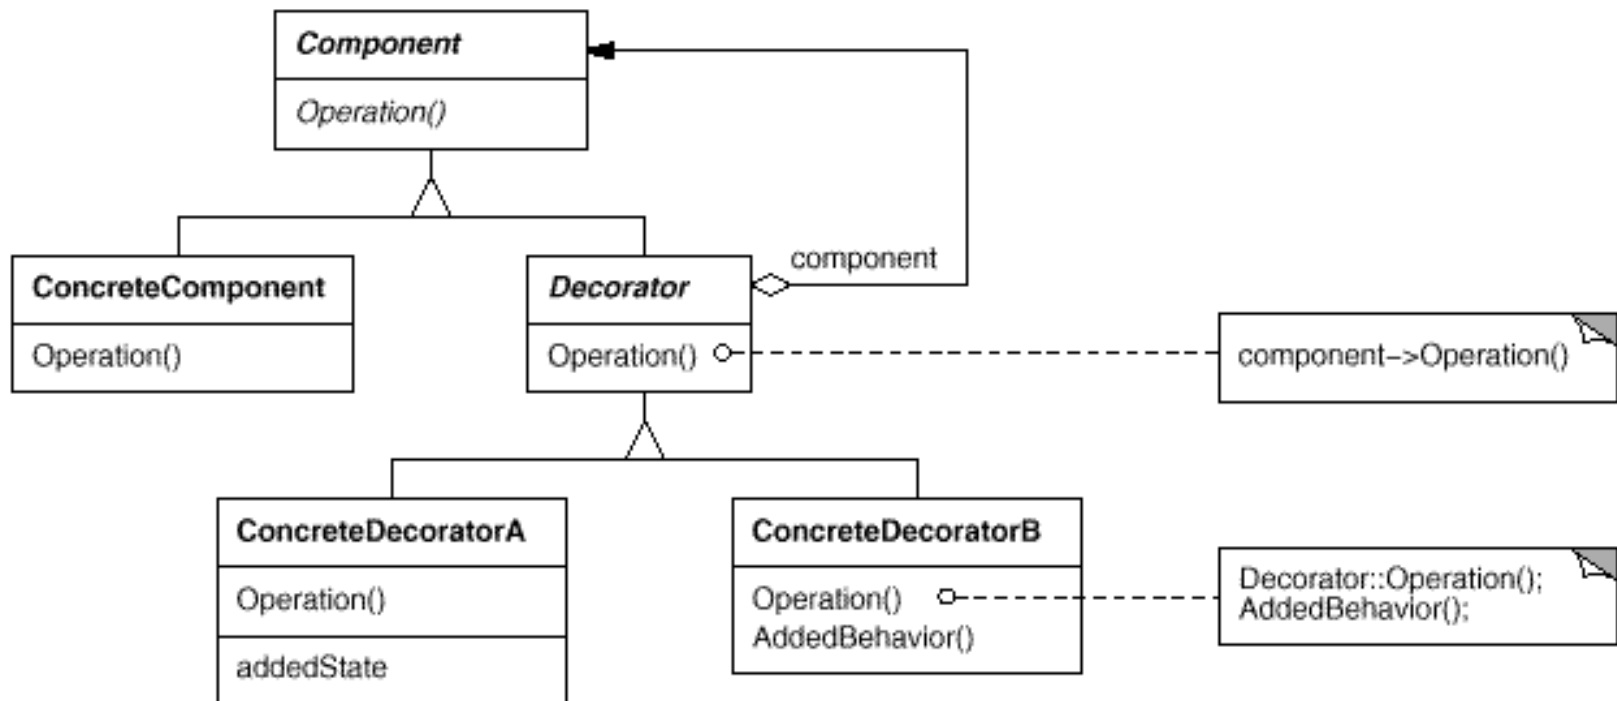 Component
Operation()
component
ConcreteComponent
Operation()
Decorator
Operation()
component–>Operation()
ConcreteDecoratorA
Operation()
addedState
ConcreteDecoratorB
Operation()
AddedBehavior()
Decorator::Operation();
AddedBehavior();